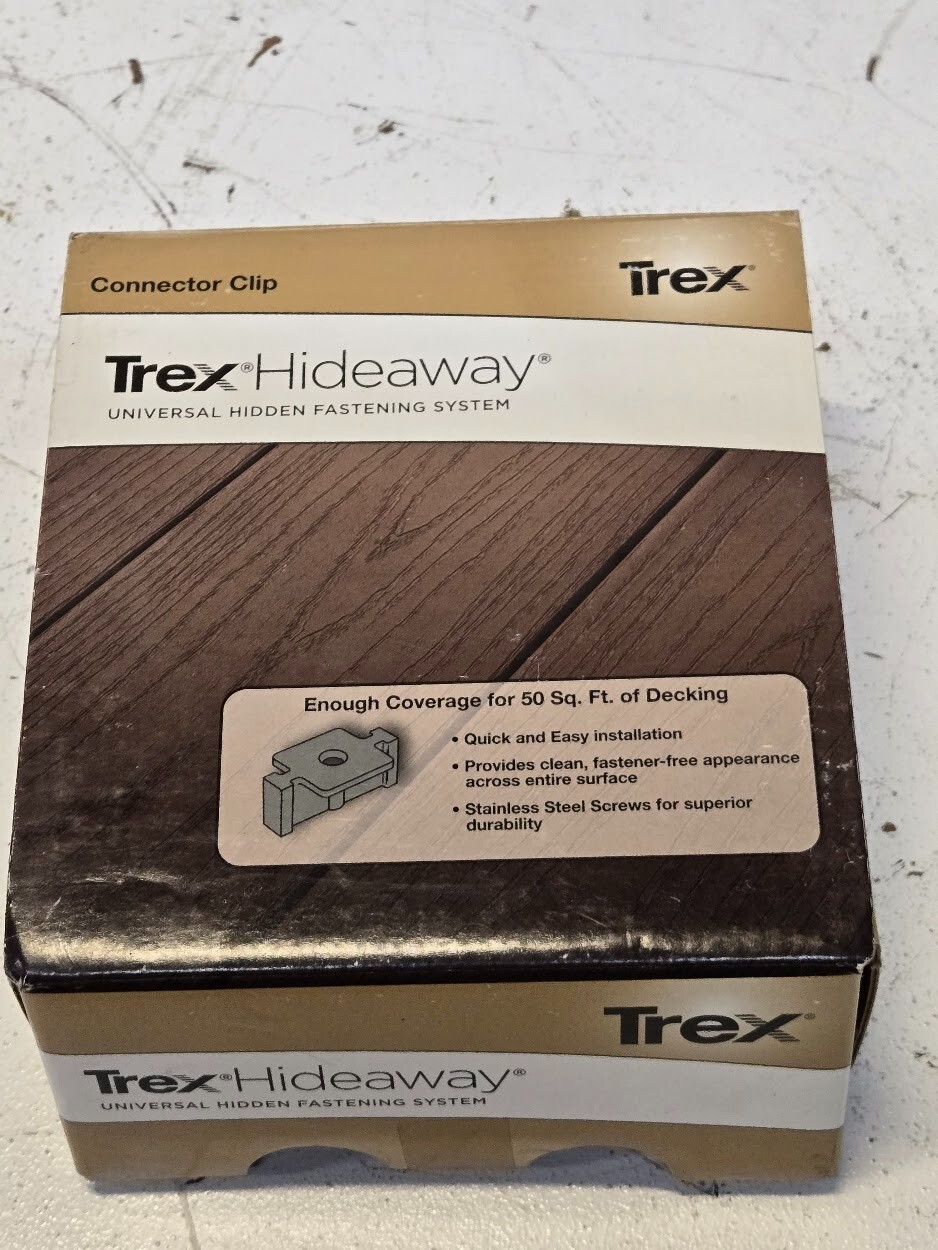 Connector Clip
Trex®
Trex® Hideaway®
UNIVERSAL HIDDEN FASTENING SYSTEM
Enough Coverage for 50 Sq. Ft. of Decking
• Quick and Easy installation
• Provides clean, fastener-free appearance
across entire surface
• Stainless Steel Screws for superior
durability
Trex®
Trex® Hideaway®
UNIVERSAL HIDDEN FASTENING SYSTEM